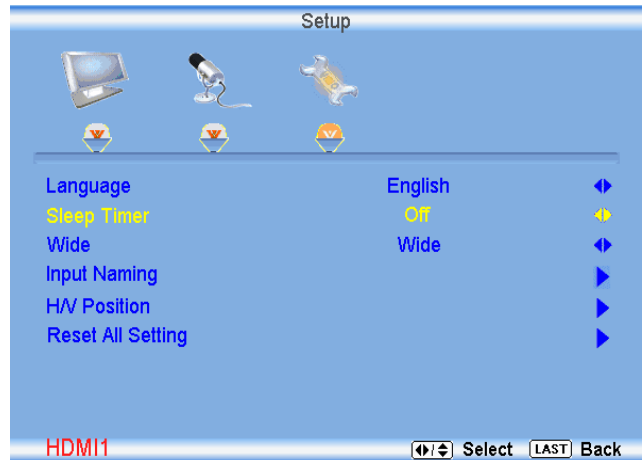 Setup
Language English
Sleep Timer Off
Wide Wide
Input Naming
H/V Position
Reset All Setting
HDMI1 Select LAST Back